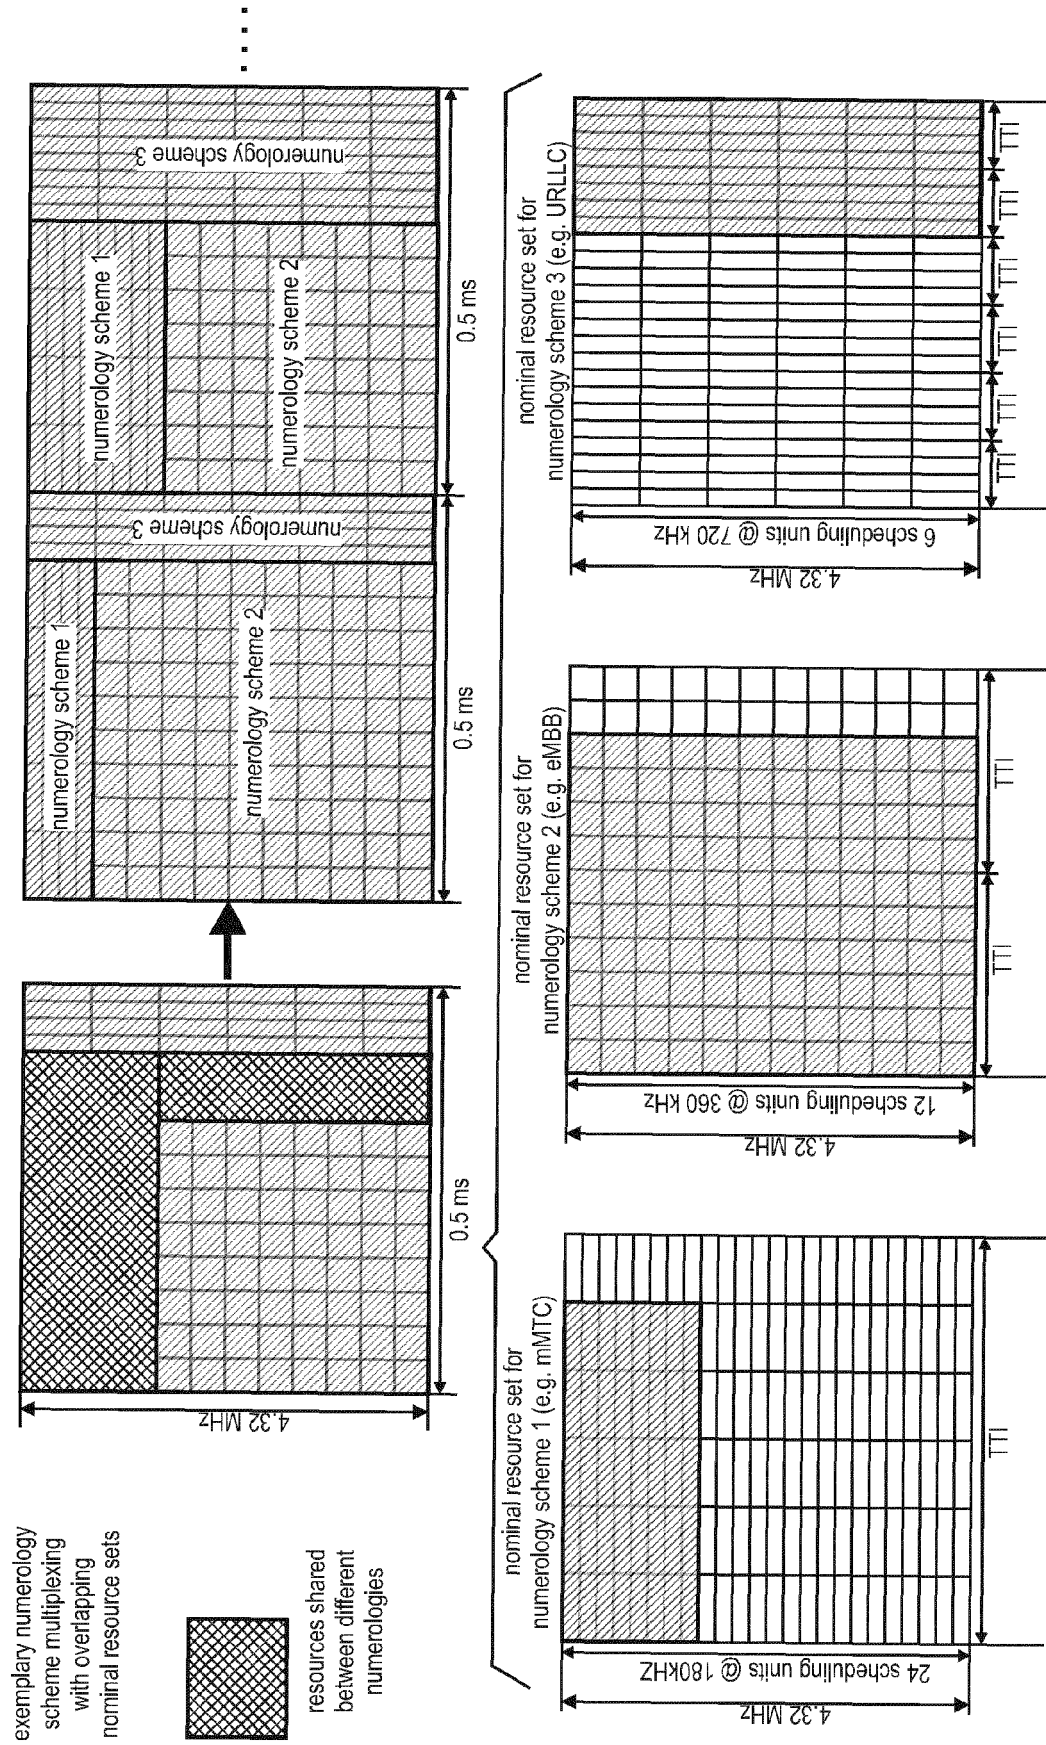 exemplary numerology
scheme multiplexing
with overlapping
nominal resource sets
resources shared
between different
numerologies
4.32 MHz
0.5 ms
numerology scheme 1
numerology scheme 2
numerology scheme 3
0.5 ms
numerology scheme 1
numerology scheme 2
numerology scheme 3
0.5 ms
nominal resource set for
numerology scheme 1 (e.g. mMTC)
4.32 MHz
24 scheduling units @ 180kHZ
TTI
nominal resource set for
numerology scheme 2 (e.g. eMBB)
4.32 MHz
12 scheduling units @ 360 kHz
TTI
TTI
nominal resource set for
numerology scheme 3 (e.g. URLLC)
4.32 MHz
6 scheduling units @ 720 kHz
TTI
TTI
TTI
TTI
TTI
TTI